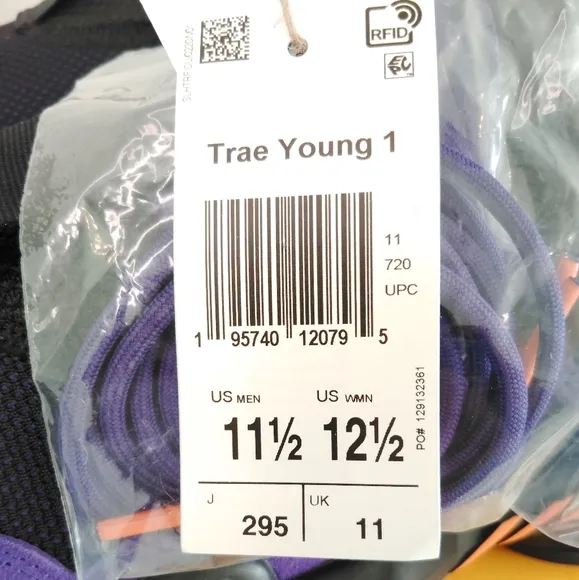 RFID
EPC
Trae Young 1
11
720
UPC
1 95740 12079 5
US MEN US WMN
11½ 12½
PO# 129132361
J UK
295 11